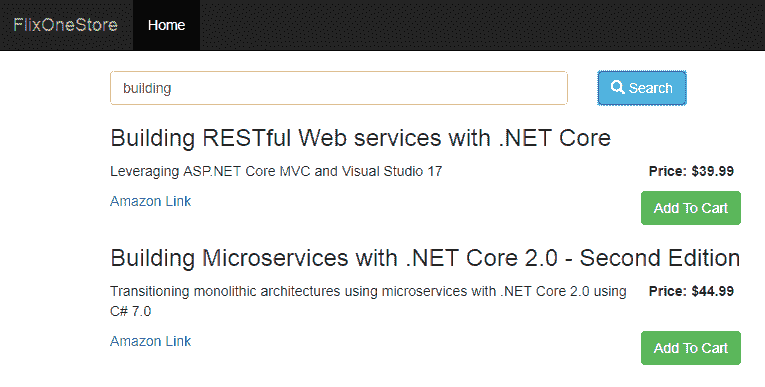 FlixOneStore Home
building Search
Building RESTful Web services with .NET Core
Leveraging ASP.NET Core MVC and Visual Studio 17 Price: $39.99
Amazon Link Add To Cart
Building Microservices with .NET Core 2.0 - Second Edition
Transitioning monolithic architectures using microservices with .NET Core 2.0 using Price: $44.99
C# 7.0
Amazon Link Add To Cart